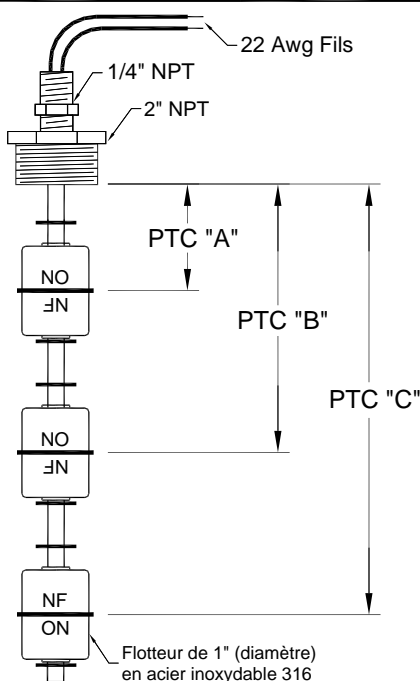 22 Awg Fils
1/4" NPT
2" NPT
PTC "A"
NO
NF
PTC "B"
PTC "C"
NO
NF
NF
NO
Flotteur de 1" (diamètre)
en acier inoxydable 316